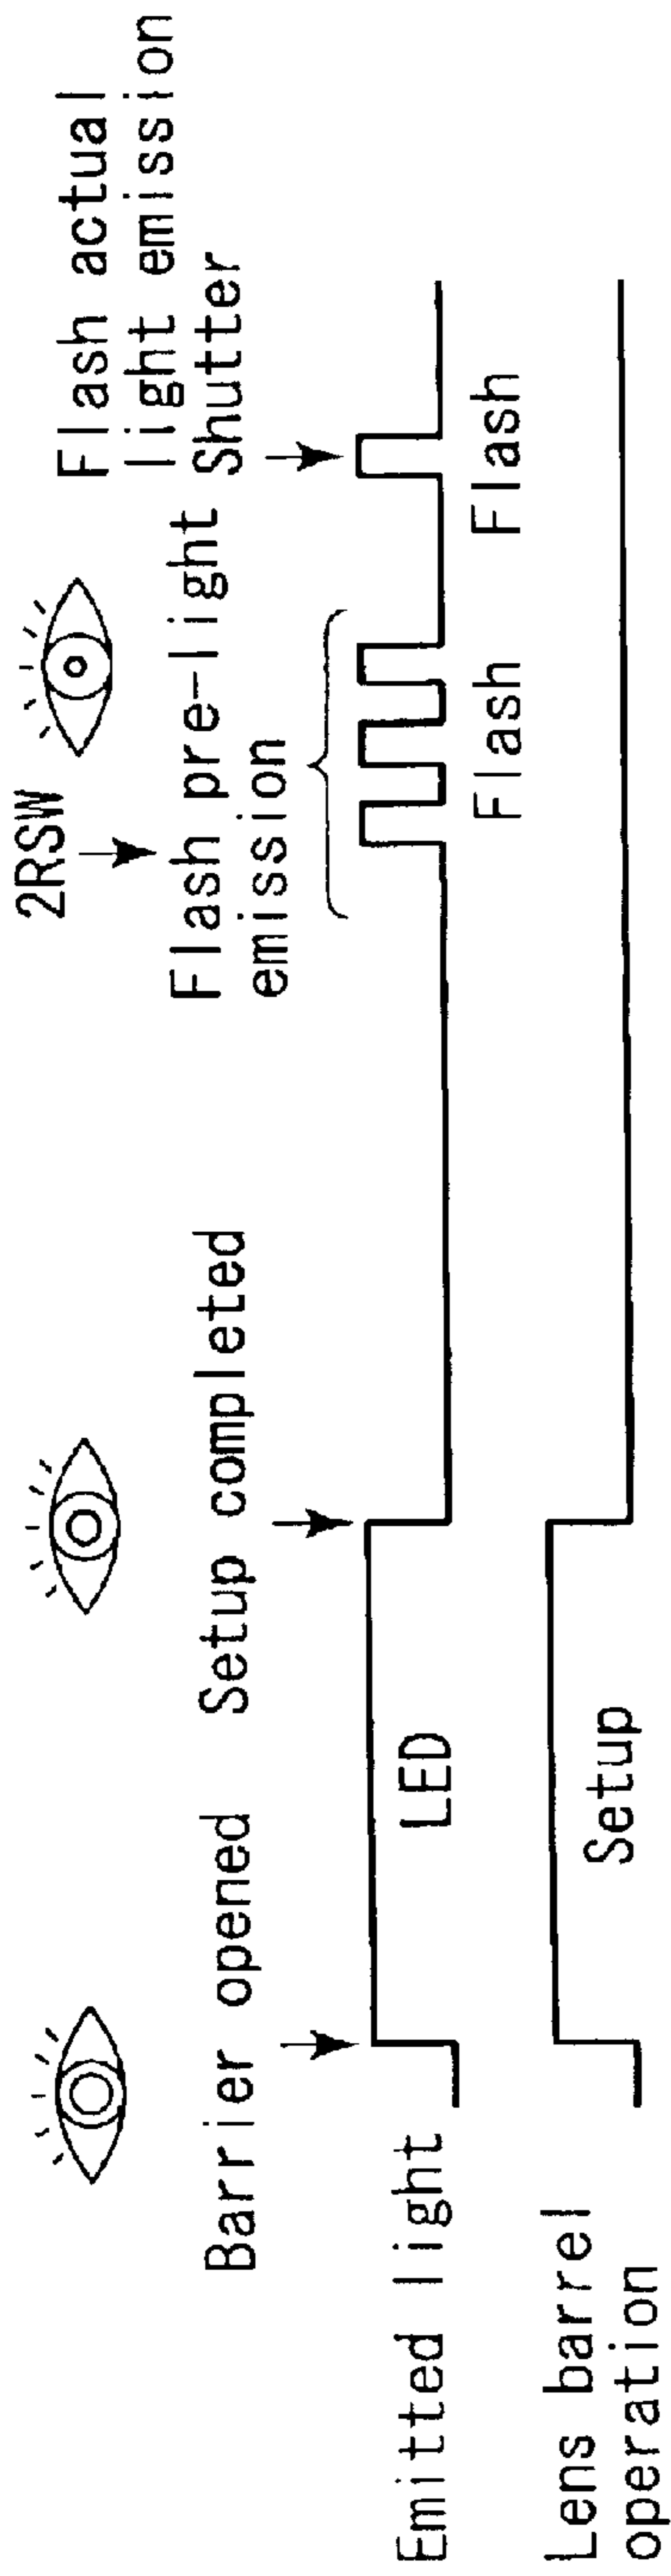 2RSW
Flash pre-light
emission
Flash actual
light emission
Shutter
Barrier opened
Setup completed
Emitted light
LED
Flash
Flash
Lens barrel
operation
Setup